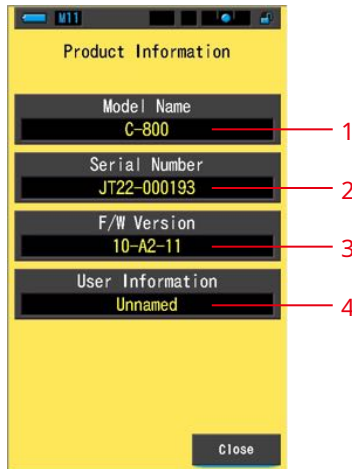 M11
Product Information
Model Name
C-800
1
Serial Number
JT22-000193
2
F/W Version
10-A2-11
3
User Information
Unnamed
4
Close